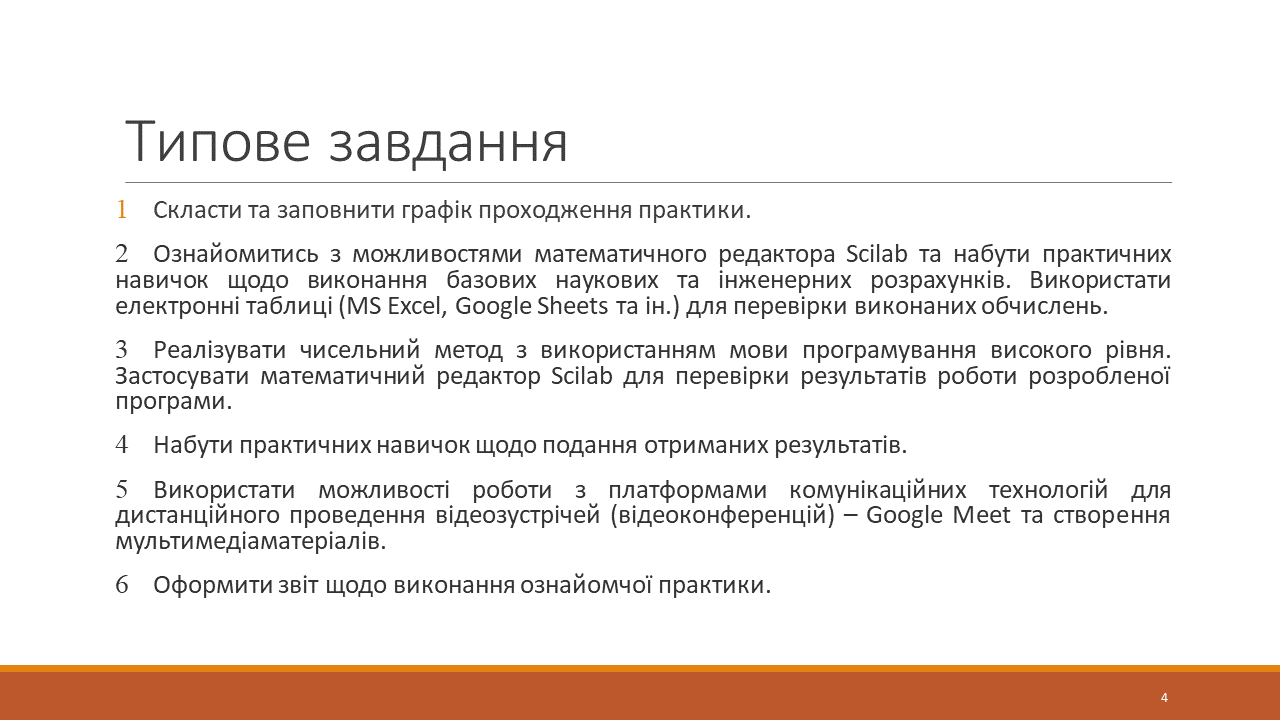 Типове завдання
1 Скласти та заповнити графік проходження практики.
2 Ознайомитись з можливостями математичного редактора Scilab та набути практичних
навичок щодо виконання базових наукових та інженерних розрахунків. Використати
електронні таблиці (MS Excel, Google Sheets та ін.) для перевірки виконаних обчислень.
3 Реалізувати чисельний метод з використанням мови програмування високого рівня.
Застосувати математичний редактор Scilab для перевірки результатів роботи розробленої
програми.
4 Набути практичних навичок щодо подання отриманих результатів.
5 Використати можливості роботи з платформами комунікаційних технологій для
дистанційного проведення відеозустрічей (відеоконференцій) – Google Meet та створення
мультимедіаматеріалів.
6 Оформити звіт щодо виконання ознайомчої практики.
4